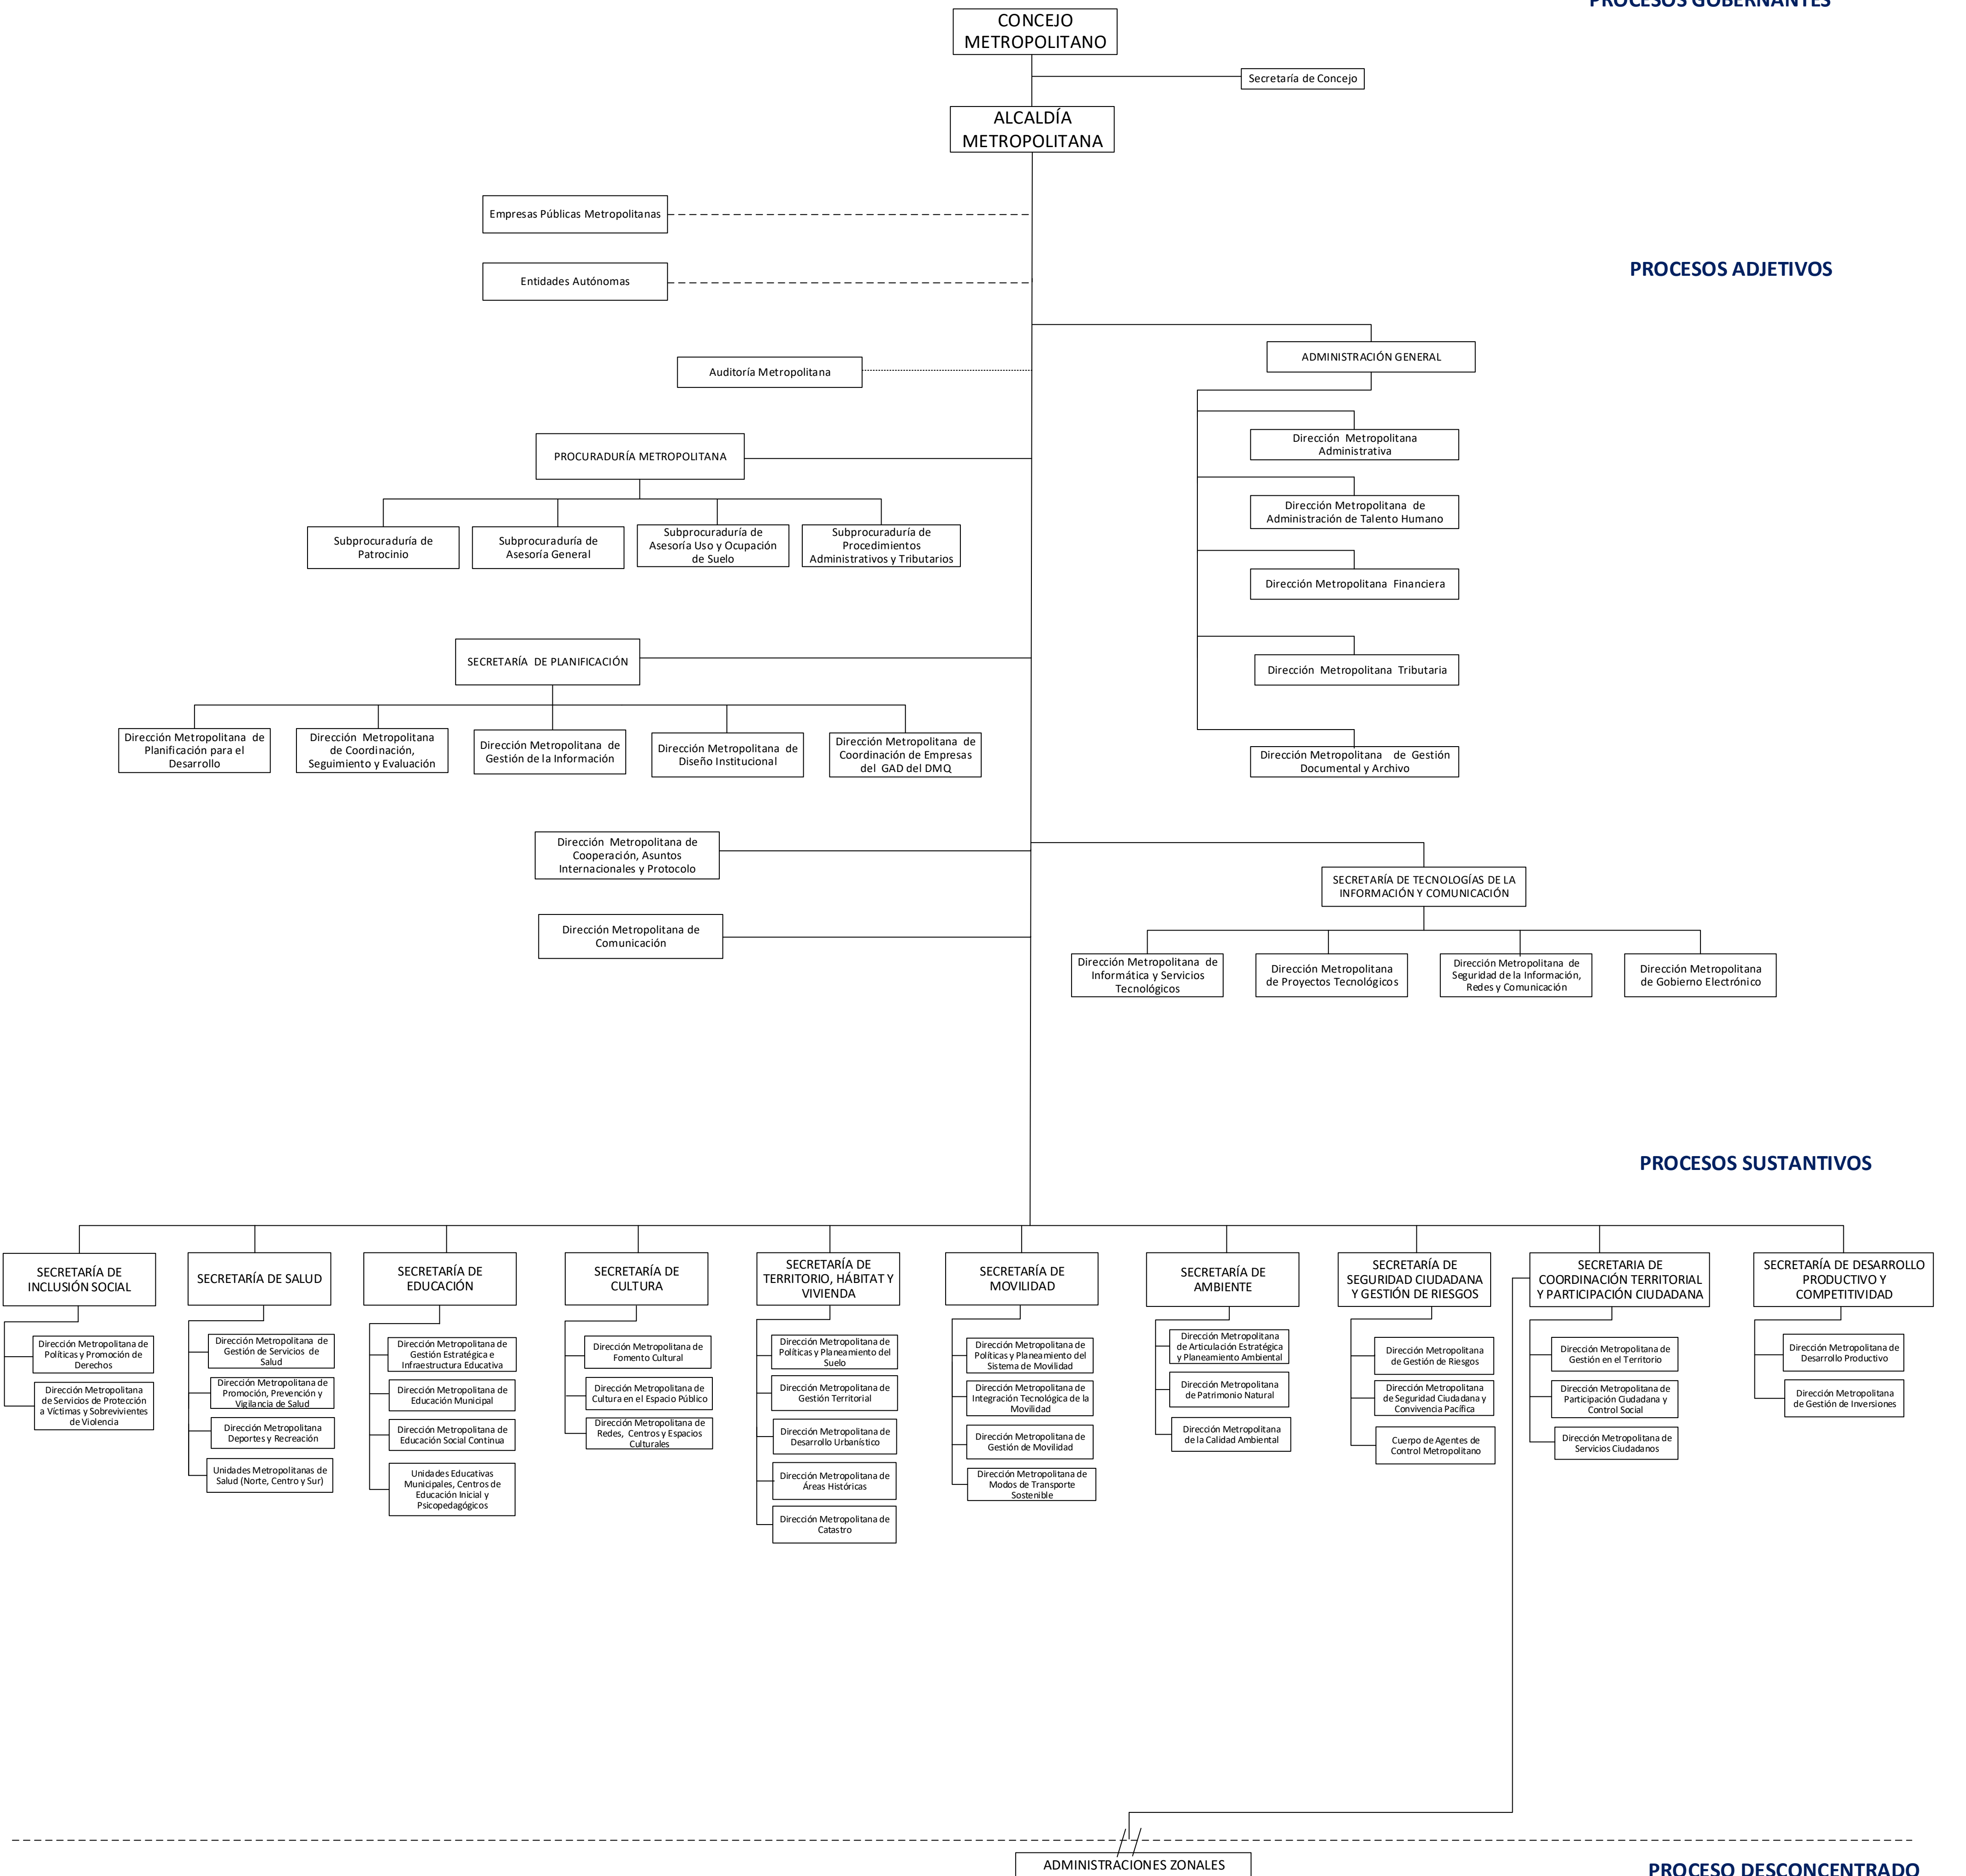 PROCESOS GOBERNANTES
CONCEJO
METROPOLITANO
Secretaría de Concejo
ALCALDÍA
METROPOLITANA
Empresas Públicas Metropolitanas
PROCESOS ADJETIVOS
Entidades Autónomas
ADMINISTRACIÓN GENERAL
Auditoría Metropolitana
Dirección Metropolitana
Administrativa
PROCURADURÍA METROPOLITANA
Dirección Metropolitana de
Administración de Talento Humano
Subprocuraduría de
Patrocinio
Subprocuraduría de
Asesoría General
Subprocuraduría de
Asesoría Uso y Ocupación
de Suelo
Subprocuraduría de
Procedimientos
Administrativos y Tributarios
Dirección Metropolitana Financiera
SECRETARÍA DE PLANIFICACIÓN
Dirección Metropolitana Tributaria
Dirección Metropolitana de
Planificación para el
Desarrollo
Dirección Metropolitana
de Coordinación,
Seguimiento y Evaluación
Dirección Metropolitana de
Gestión de la Información
Dirección Metropolitana de
Diseño Institucional
Dirección Metropolitana de
Coordinación de Empresas
del GAD del DMQ
Dirección Metropolitana de Gestión
Documental y Archivo
Dirección Metropolitana de
Cooperación, Asuntos
Internacionales y Protocolo
SECRETARÍA DE TECNOLOGÍAS DE LA
INFORMACIÓN Y COMUNICACIÓN
Dirección Metropolitana de
Comunicación
Dirección Metropolitana de
Informática y Servicios
Tecnológicos
Dirección Metropolitana
de Proyectos Tecnológicos
Dirección Metropolitana de
Seguridad de la Información,
Redes y Comunicación
Dirección Metropolitana
de Gobierno Electrónico
PROCESOS SUSTANTIVOS
SECRETARÍA DE
INCLUSIÓN SOCIAL
Dirección Metropolitana de
Políticas y Promoción de
Derechos
Dirección Metropolitana
de Servicios de Protección
a Víctimas y Sobrevivientes
de Violencia
SECRETARÍA DE SALUD
Dirección Metropolitana de
Gestión de Servicios de
Salud
Dirección Metropolitana de
Promoción, Prevención y
Vigilancia de Salud
Dirección Metropolitana
Deportes y Recreación
Unidades Metropolitanas de
Salud (Norte, Centro y Sur)
SECRETARÍA DE
EDUCACIÓN
Dirección Metropolitana de
Gestión Estratégica e
Infraestructura Educativa
Dirección Metropolitana de
Educación Municipal
Dirección Metropolitana de
Educación Social Continua
Unidades Educativas
Municipales, Centros de
Educación Inicial y
Psicopedagógicos
SECRETARÍA DE
CULTURA
Dirección Metropolitana de
Fomento Cultural
Dirección Metropolitana de
Cultura en el Espacio Público
Dirección Metropolitana de
Redes, Centros y Espacios
Culturales
SECRETARÍA DE
TERRITORIO, HÁBITAT Y
VIVIENDA
Dirección Metropolitana de
Políticas y Planeamiento del
Suelo
Dirección Metropolitana de
Gestión Territorial
Dirección Metropolitana de
Desarrollo Urbanístico
Dirección Metropolitana de
Áreas Históricas
Dirección Metropolitana de
Catastro
SECRETARÍA DE
MOVILIDAD
Dirección Metropolitana de
Políticas y Planeamiento del
Sistema de Movilidad
Dirección Metropolitana de
Integración Tecnológica de la
Movilidad
Dirección Metropolitana de
Gestión de Movilidad
Dirección Metropolitana de
Modos de Transporte
Sostenible
SECRETARÍA DE
AMBIENTE
Dirección Metropolitana
de Articulación Estratégica
y Planeamiento Ambiental
Dirección Metropolitana
de Patrimonio Natural
Dirección Metropolitana
de la Calidad Ambiental
SECRETARÍA DE
SEGURIDAD CIUDADANA
Y GESTIÓN DE RIESGOS
Dirección Metropolitana
de Gestión de Riesgos
Dirección Metropolitana
de Seguridad Ciudadana y
Convivencia Pacífica
Cuerpo de Agentes de
Control Metropolitano
SECRETARIA DE
COORDINACIÓN TERRITORIAL
Y PARTICIPACIÓN CIUDADANA
Dirección Metropolitana de
Gestión en el Territorio
Dirección Metropolitana de
Participación Ciudadana y
Control Social
Dirección Metropolitana de
Servicios Ciudadanos
SECRETARÍA DE DESARROLLO
PRODUCTIVO Y
COMPETITIVIDAD
Dirección Metropolitana de
Desarrollo Productivo
Dirección Metropolitana
de Gestión de Inversiones
ADMINISTRACIONES ZONALES
PROCESO DESCONCENTRADO